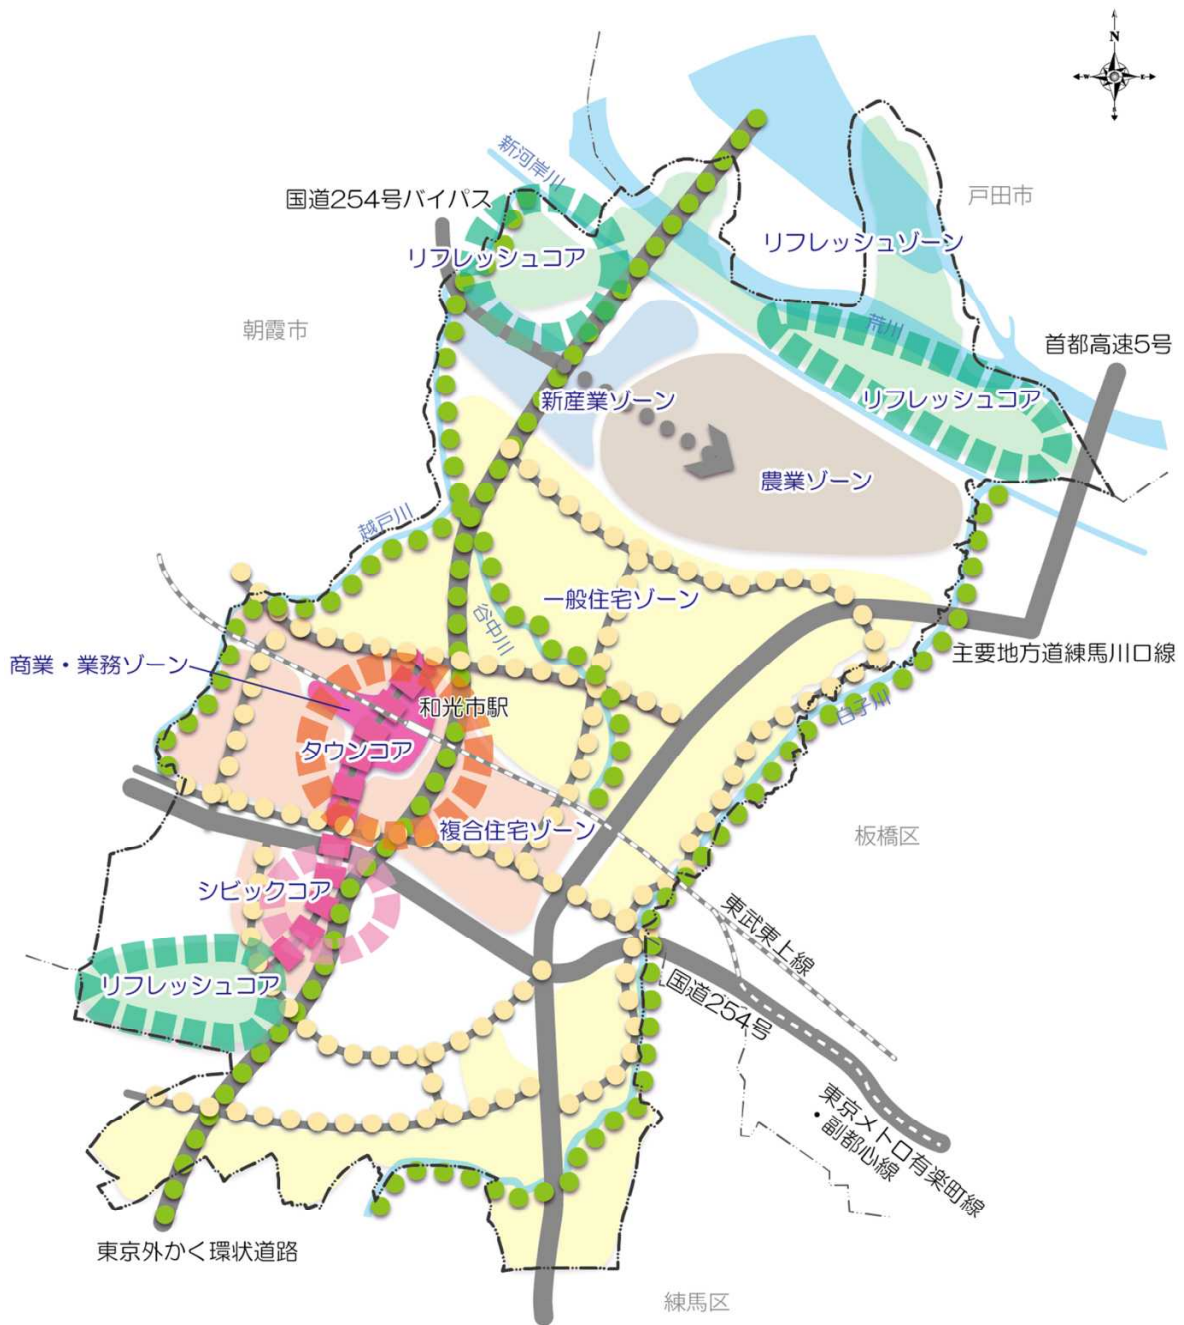 N
W
E
S
新河岸川
戸田市
国道254号バイパス
リフレッシュゾーン
リフレッシュコア
朝霞市
荒川
首都高速5号
新産業ゾーン
リフレッシュコア
農業ゾーン
越戸川
一般住宅ゾーン
谷中川
商業・業務ゾーン
主要地方道練馬川口線
和光市駅
白子川
タウンコア
複合住宅ゾーン
板橋区
シビックコア
東武東上線
リフレッシュコア
国道254号
東京メトロ有楽町線
・副都心線
東京外かく環状道路
練馬区